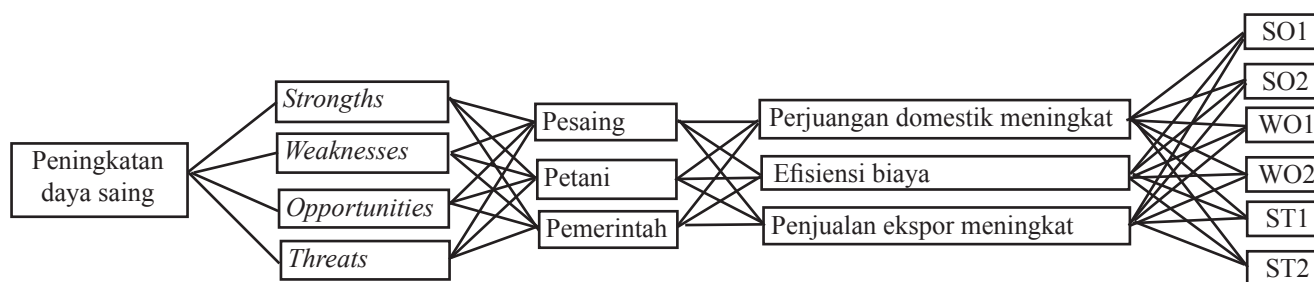 Peningkatan
daya saing
Strongths
Weaknesses
Opportunities
Threats
Pesaing
Petani
Pemerintah
Perjuangan domestik meningkat
Efisiensi biaya
Penjualan ekspor meningkat
SO1
SO2
WO1
WO2
ST1
ST2